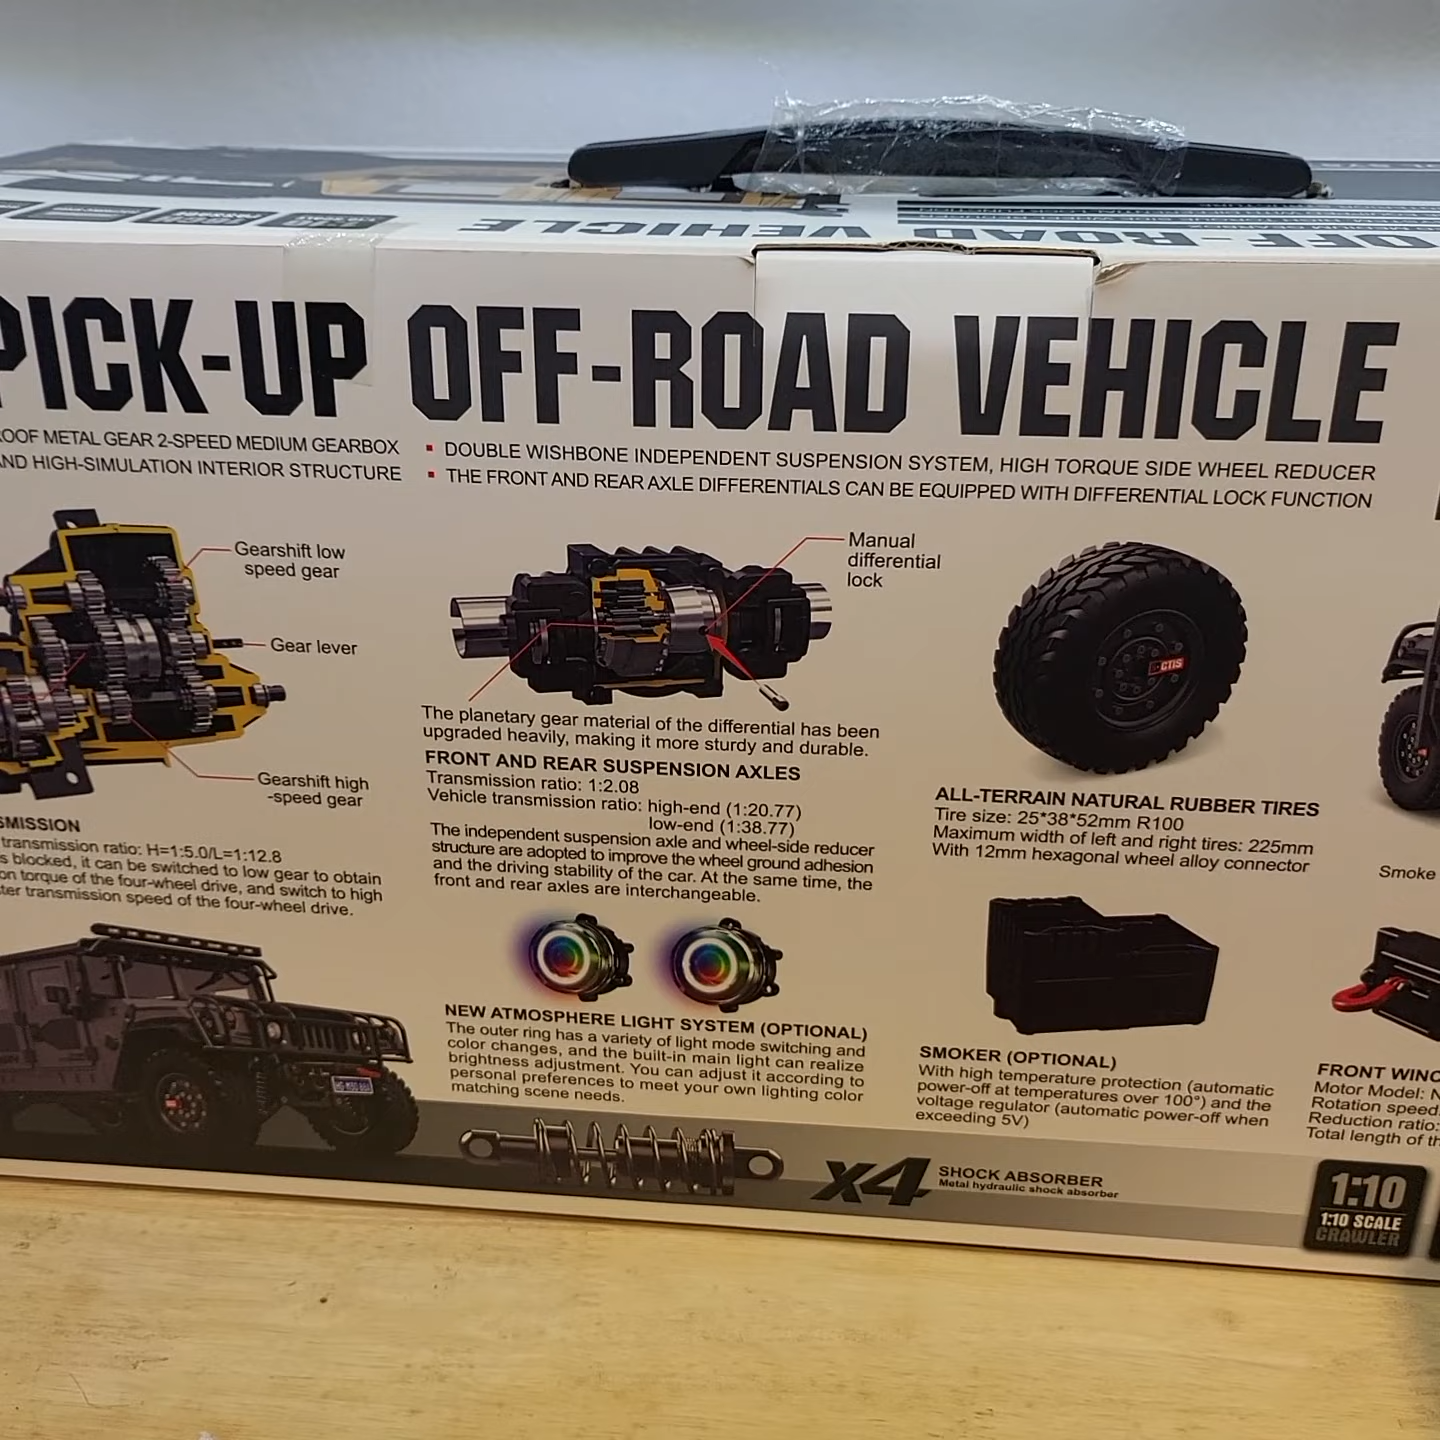 OFF-ROAD VEHICLE
PICK-UP OFF-ROAD VEHICLE
METAL GEAR 2-SPEED MEDIUM GEARBOX
AND HIGH-SIMULATION INTERIOR STRUCTURE
▪ DOUBLE WISHBONE INDEPENDENT SUSPENSION SYSTEM, HIGH TORQUE SIDE WHEEL REDUCER
▪ THE FRONT AND REAR AXLE DIFFERENTIALS CAN BE EQUIPPED WITH DIFFERENTIAL LOCK FUNCTION
Gearshift low
speed gear
Gear lever
Gearshift high
-speed gear
transmission ratio: H=1:5.0/L=1:12.8
blocked, it can be switched to low gear to obtain
torque of the four-wheel drive, and switch to high
transmission speed of the four-wheel drive.
Manual
differential
lock
The planetary gear material of the differential has been
upgraded heavily, making it more sturdy and durable.
FRONT AND REAR SUSPENSION AXLES
Transmission ratio: 1:2.08
Vehicle transmission ratio: high-end (1:20.77)
low-end (1:38.77)
The independent suspension axle and wheel-side reducer
structure are adopted to improve the wheel ground adhesion
and the driving stability of the car. At the same time, the
front and rear axles are interchangeable.
NEW ATMOSPHERE LIGHT SYSTEM (OPTIONAL)
The outer ring has a variety of light mode switching and
color changes, and the built-in main light can realize
brightness adjustment. You can adjust it according to
personal preferences to meet your own lighting color
matching scene needs.
X4
SHOCK ABSORBER
Metal hydraulic shock absorber
CTIS
ALL-TERRAIN NATURAL RUBBER TIRES
Tire size: 25*38*52mm R100
Maximum width of left and right tires: 225mm
With 12mm hexagonal wheel alloy connector
SMOKER (OPTIONAL)
With high temperature protection (automatic
power-off at temperatures over 100°) and the
voltage regulator (automatic power-off when
exceeding 5V)
Smoke
FRONT
Motor Model:
Rotation speed:
Reduction ratio:
Total length of
1:10
1:10 SCALE
CRAWLER